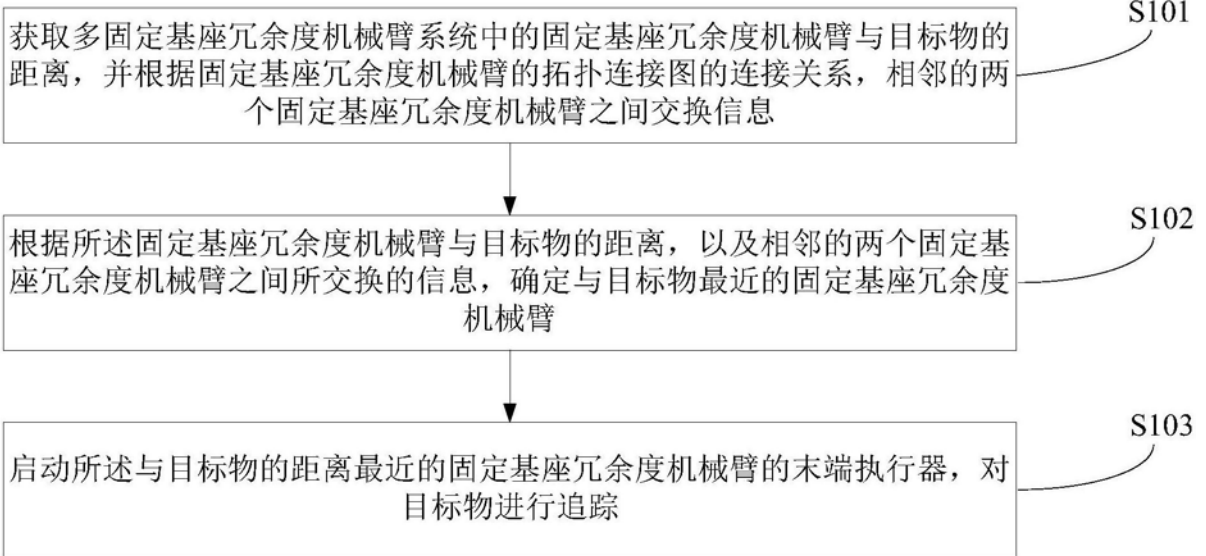 S101
获取多固定基座冗余度机械臂系统中的固定基座冗余度机械臂与目标物的
距离，并根据固定基座冗余度机械臂的拓扑连接图的连接关系，相邻的两
个固定基座冗余度机械臂之间交换信息
S102
根据所述固定基座冗余度机械臂与目标物的距离，以及相邻的两个固定基
座冗余度机械臂之间所交换的信息，确定与目标物最近的固定基座冗余度
机械臂
S103
启动所述与目标物的距离最近的固定基座冗余度机械臂的末端执行器，对
目标物进行追踪